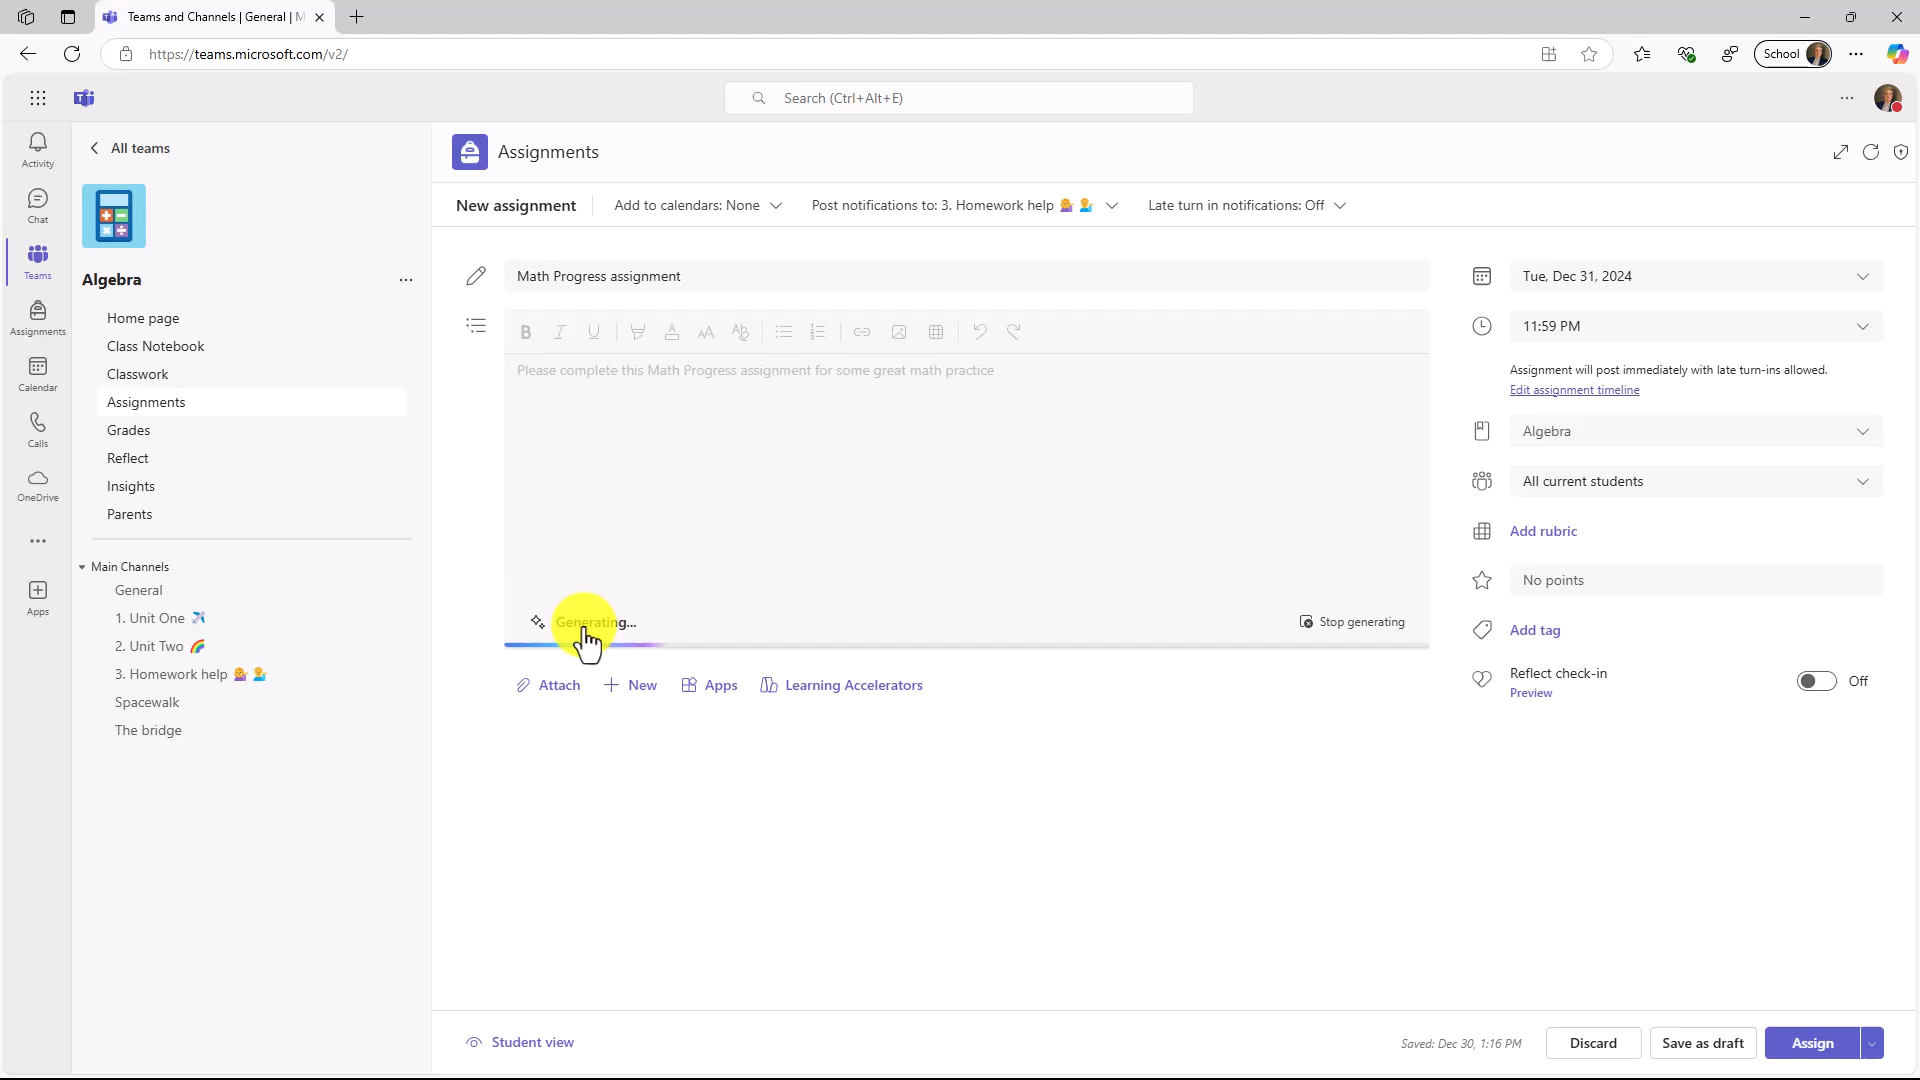 Teams and Channels | General | M
https://teams.microsoft.com/v2/
School
Search (Ctrl+Alt+E)
Activity
Chat
Teams
Assignments
Calendar
Calls
OneDrive
Apps
All teams
Algebra
Home page
Class Notebook
Classwork
Assignments
Grades
Reflect
Insights
Parents
Main Channels
General
1. Unit One ✈️
2. Unit Two 🌈
3. Homework help 💁 💁‍♂️
Spacewalk
The bridge
Assignments
New assignment
Add to calendars: None
Post notifications to: 3. Homework help 💁 💁‍♂️
Late turn in notifications: Off
Math Progress assignment
Please complete this Math Progress assignment for some great math practice
Generating...
Stop generating
Attach
New
Apps
Learning Accelerators
Tue, Dec 31, 2024
11:59 PM
Assignment will post immediately with late turn-ins allowed.
Edit assignment timeline
Algebra
All current students
Add rubric
No points
Add tag
Reflect check-in
Preview
Off
Student view
Saved: Dec 30, 1:16 PM
Discard
Save as draft
Assign